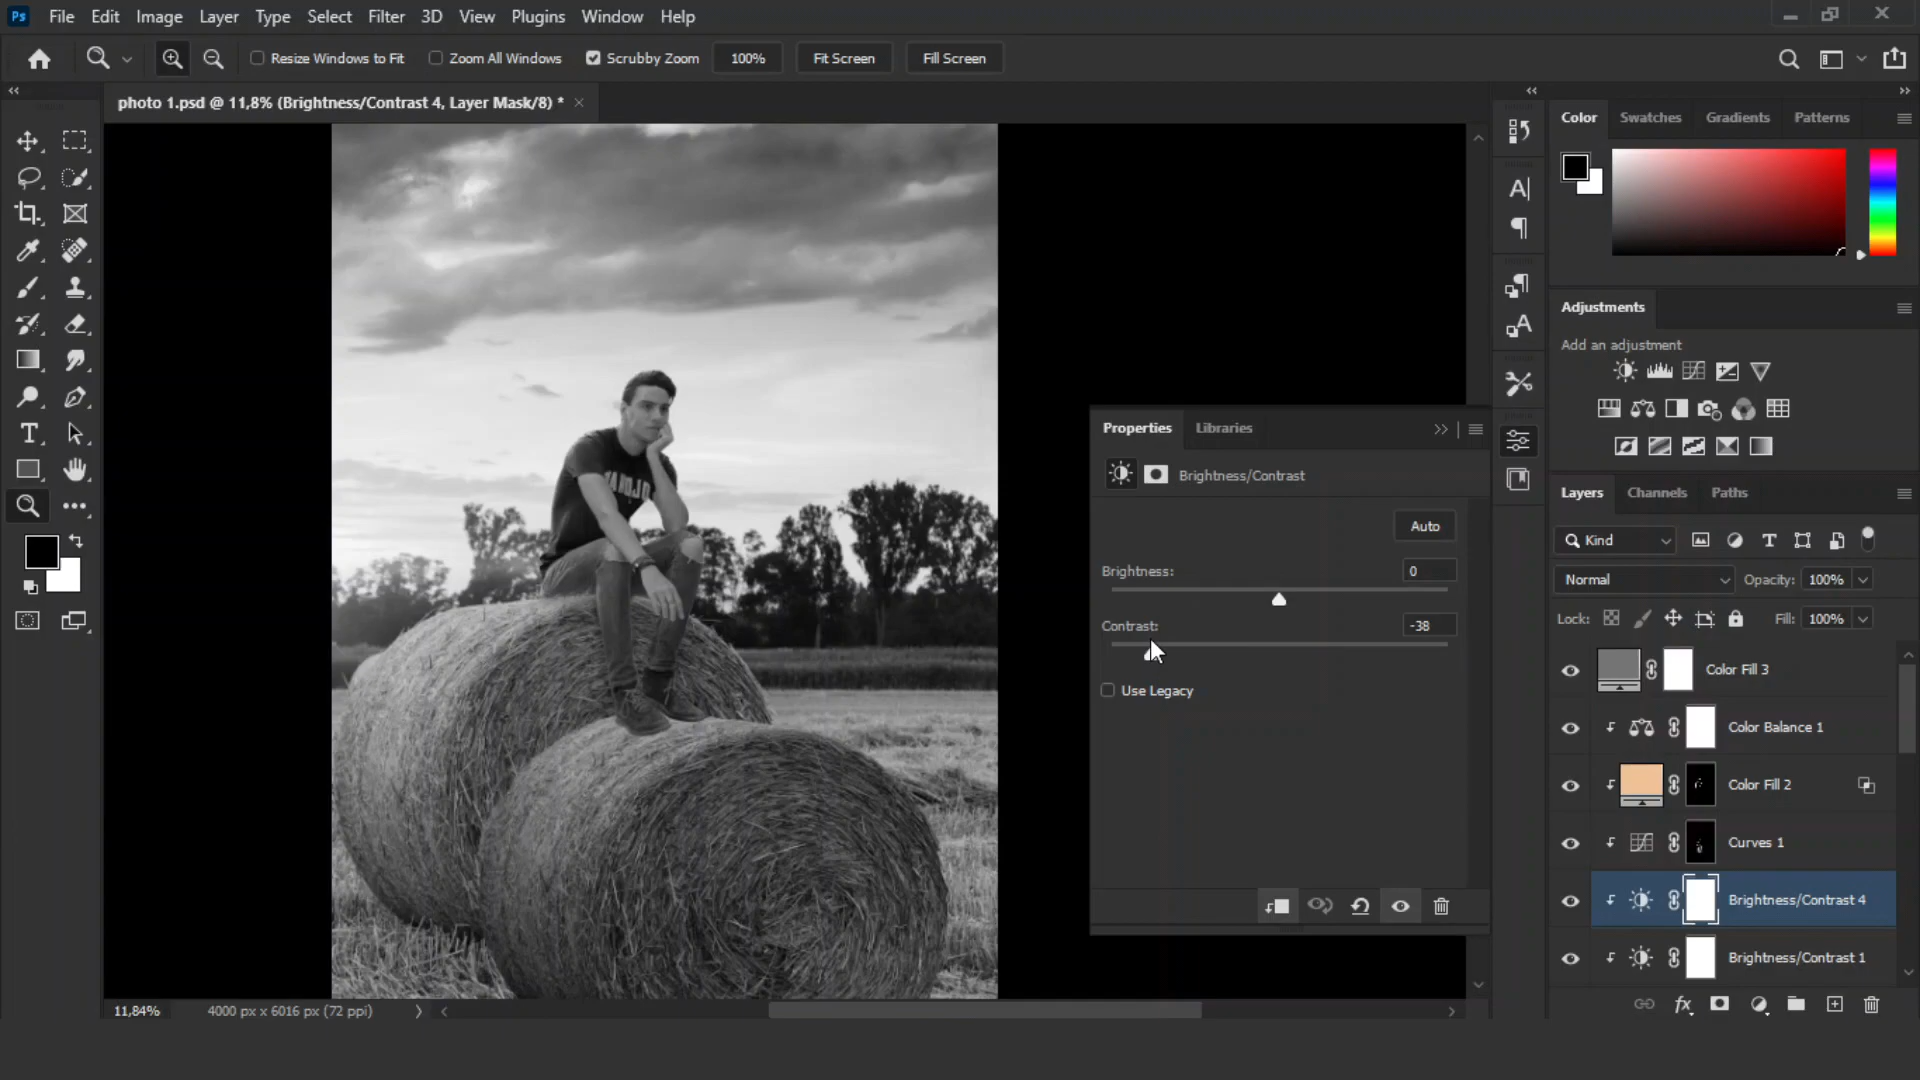 Ps File Edit Image Layer Type Select Filter 3D View Plugins Window Help
Resize Windows to Fit Zoom All Windows Scrubby Zoom 100% Fit Screen Fill Screen
photo 1.psd @ 11,8% (Brightness/Contrast 4, Layer Mask/8) *
Color Swatches Gradients Patterns
Adjustments
Add an adjustment
Properties Libraries
Brightness/Contrast
Auto
Brightness: 0
Contrast: -38
Use Legacy
Layers Channels Paths
Kind
Normal Opacity: 100%
Lock: Fill: 100%
Color Fill 3
Color Balance 1
Color Fill 2
Curves 1
Brightness/Contrast 4
Brightness/Contrast 1
11,84% 4000 px x 6016 px (72 ppi)